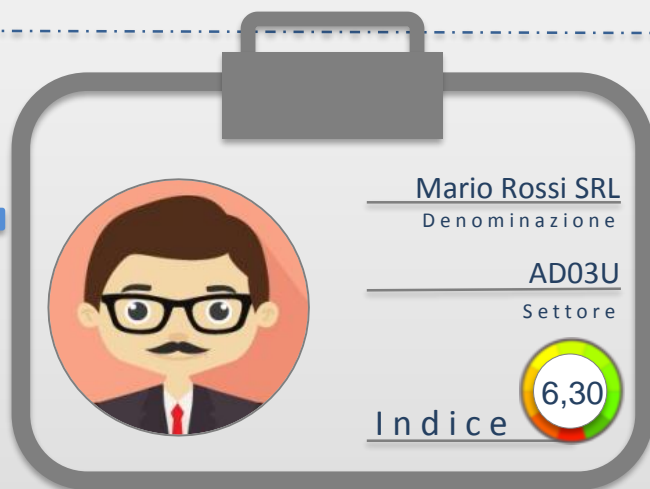 Mario Rossi SRL
Denominazione
AD03U
Settore
6,30
Indice